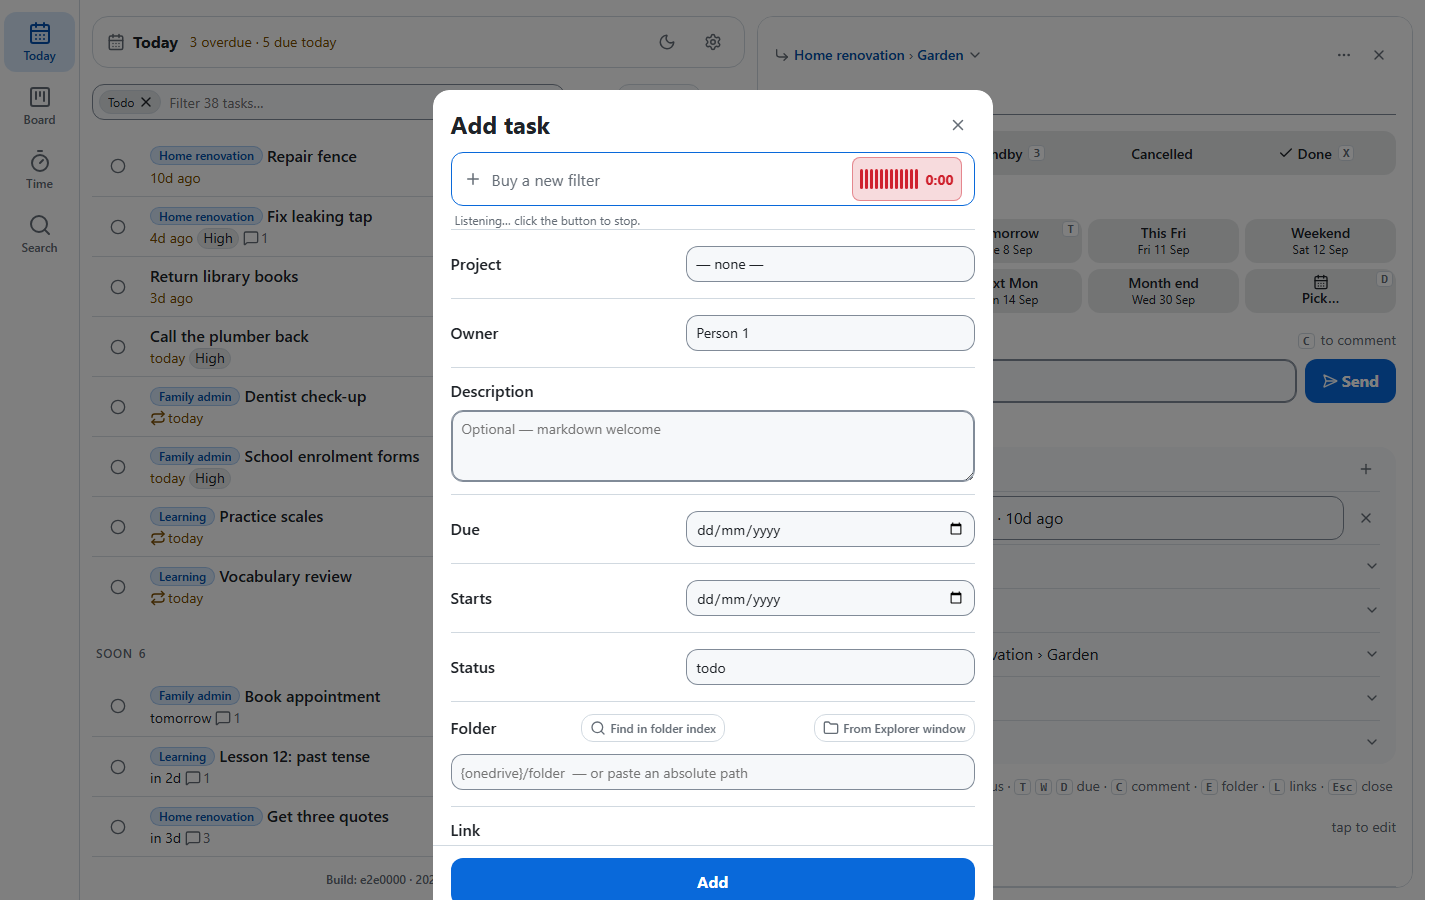 Today
Board
Time
Search
Today 3 overdue · 5 due today
Todo
Filter 38 tasks...
Home renovation Repair fence
10d ago
Home renovation Fix leaking tap
4d ago High 1
Return library books
3d ago
Call the plumber back
today High
Family admin Dentist check-up
today
Family admin School enrolment forms
today High
Learning Practice scales
today
Learning Vocabulary review
today
SOON 6
Family admin Book appointment
tomorrow 1
Learning Lesson 12: past tense
in 2d 1
Home renovation Get three quotes
in 3d 3
Build: e2e0000 ·
Add task
Buy a new filter
0:00
Listening... click the button to stop.
Project
— none —
Owner
Person 1
Description
Optional — markdown welcome
Due
dd/mm/yyyy
Starts
dd/mm/yyyy
Status
todo
Folder
Find in folder index
From Explorer window
{onedrive}/folder — or paste an absolute path
Link
Add
Home renovation › Garden
3
Cancelled
Done X
T
8 Sep
This Fri
Fri 11 Sep
Weekend
Sat 12 Sep
Mon
14 Sep
Month end
Wed 30 Sep
Pick...
D
C to comment
Send
· 10d ago
› Garden
· T W D due · C comment · E folder · L links · Esc close
tap to edit